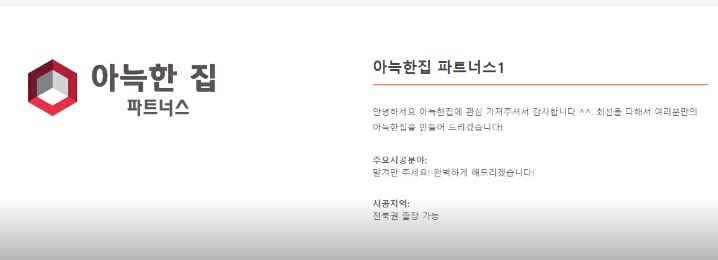 아늑한 집
파트너스
아늑한집 파트너스1
안녕하세요 아늑한집에 관심 가져주셔서 감사합니다 ^^. 최선을 다해서 여러분만의
아늑한집을 만들어 드리겠습니다!
주요시공분야:
맡겨만 주세요! 완벽하게 해드리겠습니다!
시공지역:
전북권 출장 가능